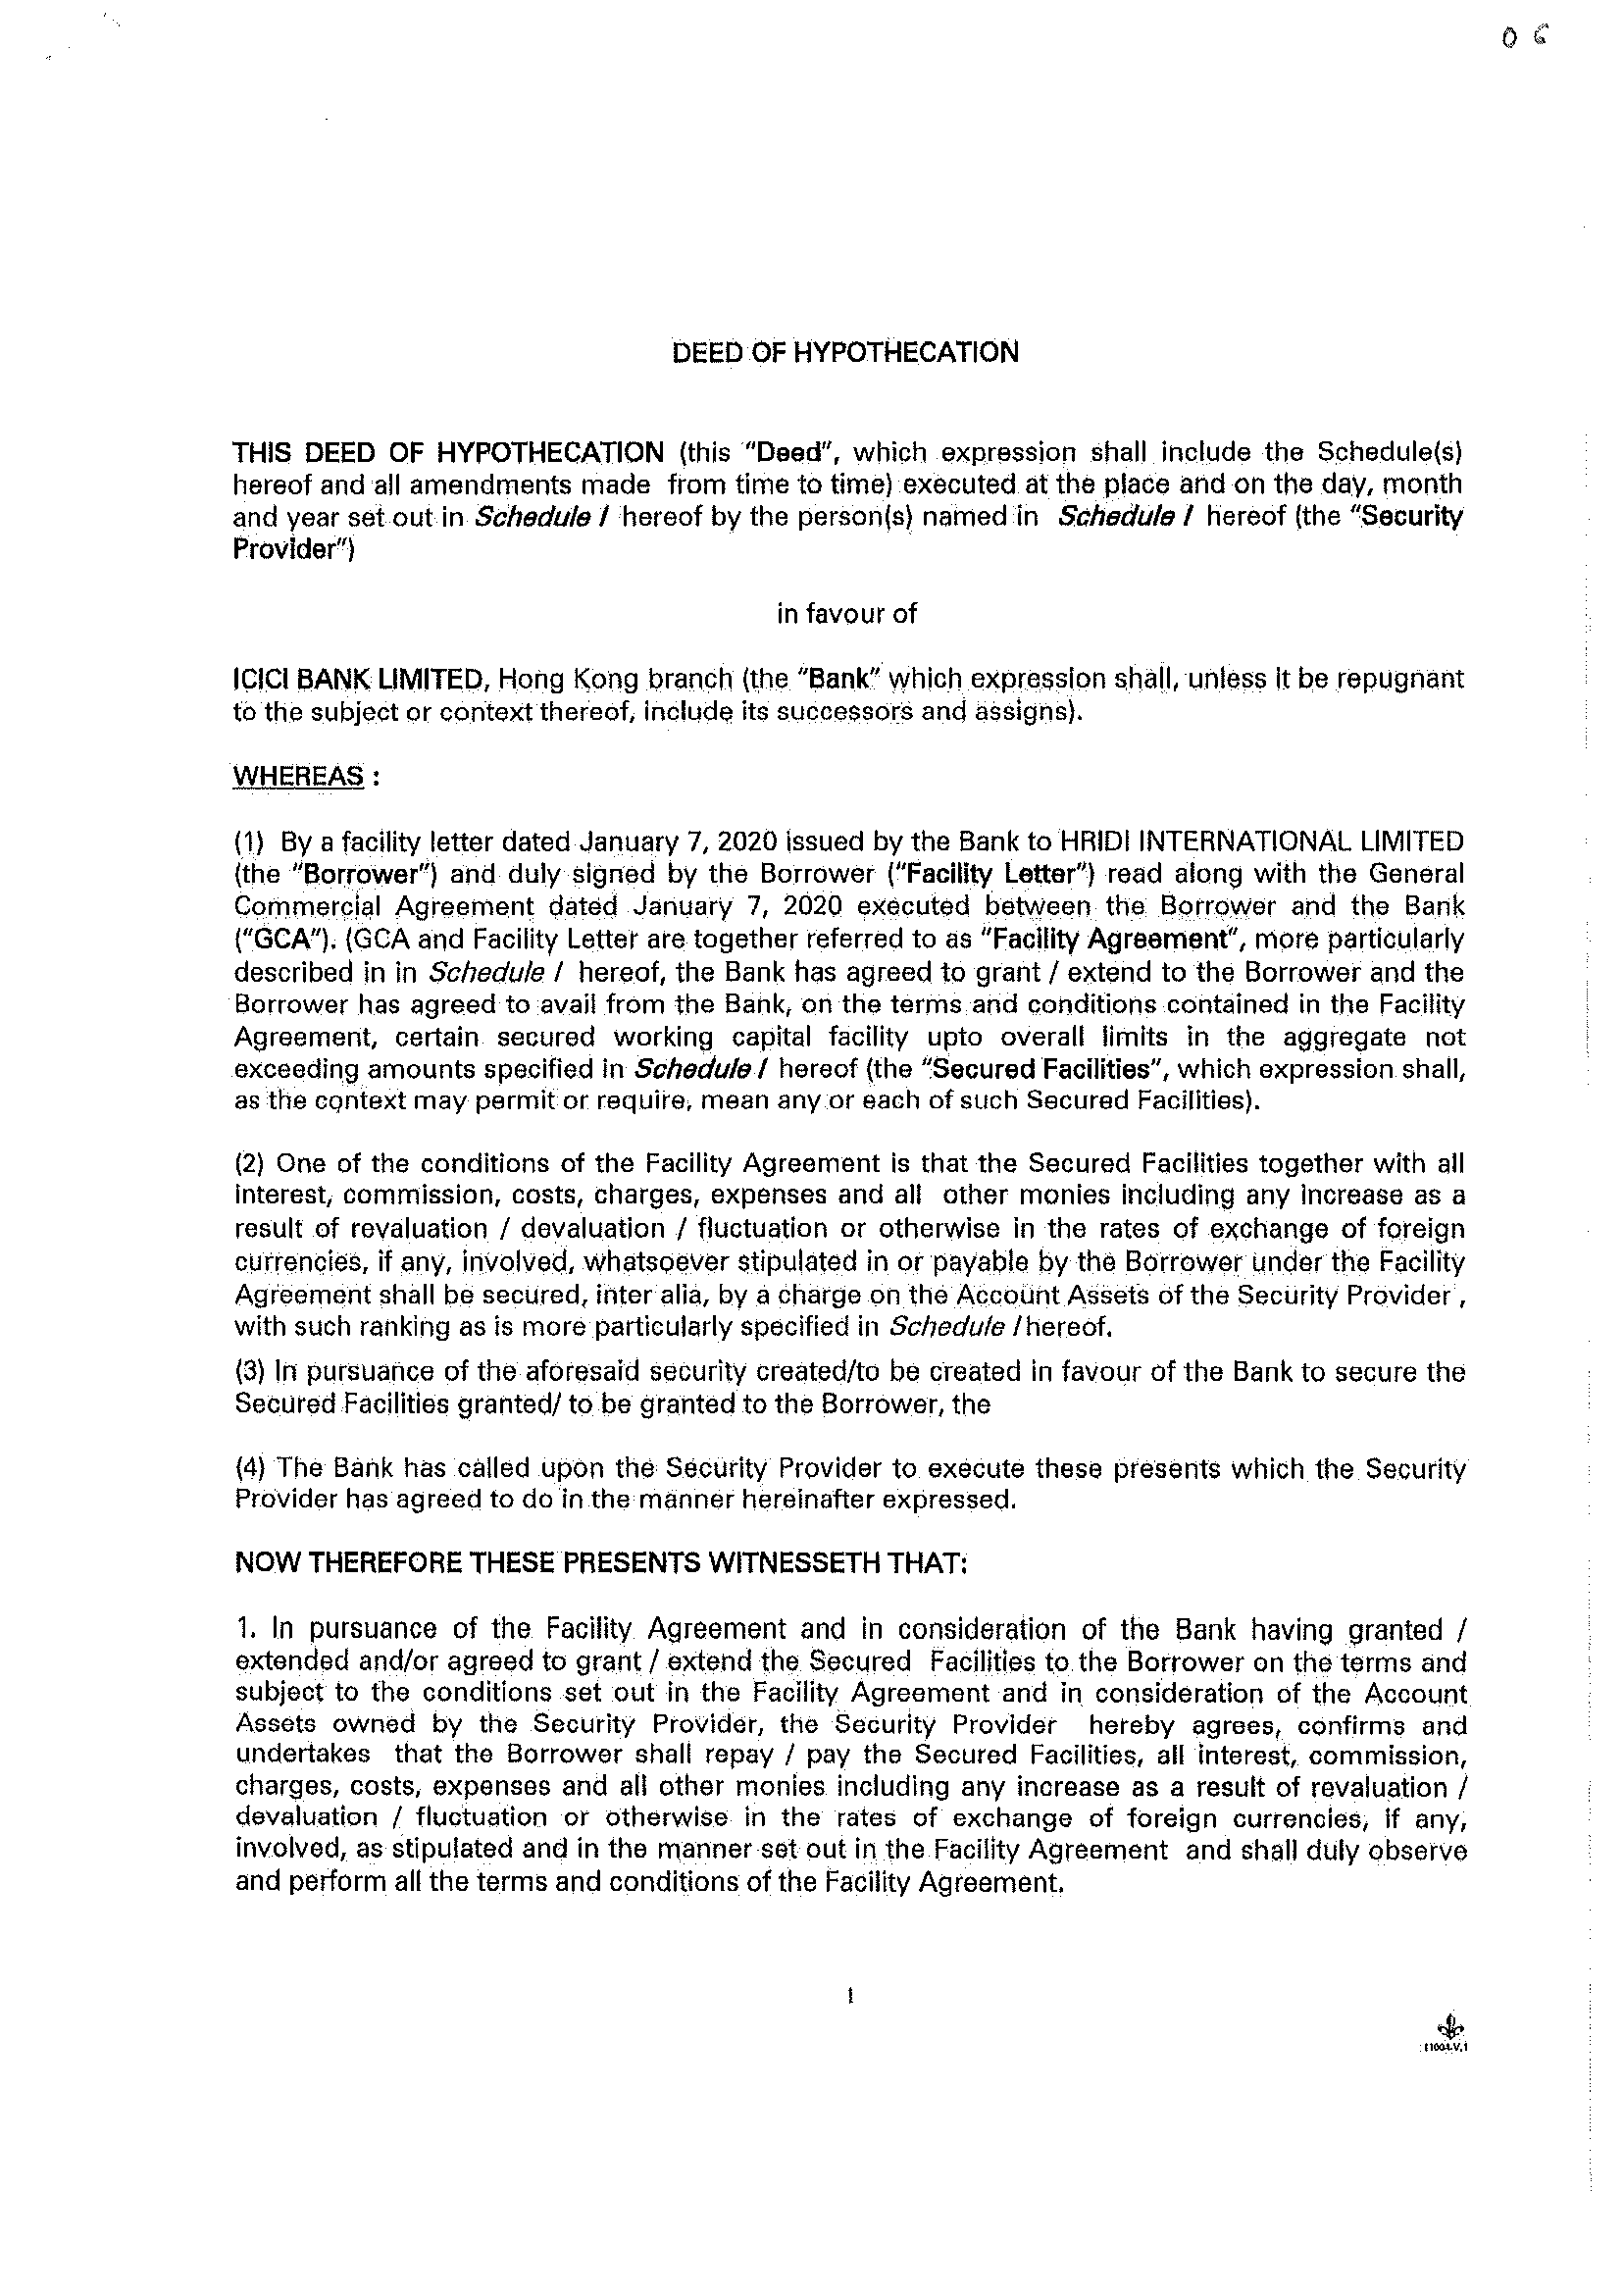 06
DEED OF HYPOTHECATION
THIS DEED OF HYPOTHECATION (this "Deed", which expression shall include the Schedule(s)
hereof and all amendments made from time to time) executed at the place and on the day, month
and year set out in Schedule I hereof by the person(s) named in Schedule I hereof (the "Security
Provider")
in favour of
ICICI BANK LIMITED, Hong Kong branch (the "Bank" which expression shall, unless it be repugnant
to the subject or context thereof, include its successors and assigns).
WHEREAS :
(1) By a facility letter dated January 7, 2020 issued by the Bank to HRIDI INTERNATIONAL LIMITED
(the "Borrower") and duly signed by the Borrower ("Facility Letter") read along with the General
Commercial Agreement dated January 7, 2020 executed between the Borrower and the Bank
("GCA"). (GCA and Facility Letter are together referred to as "Facility Agreement", more particularly
described in in Schedule I hereof, the Bank has agreed to grant / extend to the Borrower and the
Borrower has agreed to avail from the Bank, on the terms and conditions contained in the Facility
Agreement, certain secured working capital facility upto overall limits in the aggregate not
exceeding amounts specified in Schedule I hereof (the "Secured Facilities", which expression shall,
as the context may permit or require, mean any or each of such Secured Facilities).
(2) One of the conditions of the Facility Agreement is that the Secured Facilities together with all
interest, commission, costs, charges, expenses and all other monies including any increase as a
result of revaluation / devaluation / fluctuation or otherwise in the rates of exchange of foreign
currencies, if any, involved, whatsoever stipulated in or payable by the Borrower under the Facility
Agreement shall be secured, inter alia, by a charge on the Account Assets of the Security Provider ,
with such ranking as is more particularly specified in Schedule I hereof.
(3) In pursuance of the aforesaid security created/to be created in favour of the Bank to secure the
Secured Facilities granted/ to be granted to the Borrower, the
(4) The Bank has called upon the Security Provider to execute these presents which the Security
Provider has agreed to do in the manner hereinafter expressed.
NOW THEREFORE THESE PRESENTS WITNESSETH THAT:
1. In pursuance of the Facility Agreement and in consideration of the Bank having granted /
extended and/or agreed to grant / extend the Secured Facilities to the Borrower on the terms and
subject to the conditions set out in the Facility Agreement and in consideration of the Account
Assets owned by the Security Provider, the Security Provider hereby agrees, confirms and
undertakes that the Borrower shall repay / pay the Secured Facilities, all interest, commission,
charges, costs, expenses and all other monies including any increase as a result of revaluation /
devaluation / fluctuation or otherwise in the rates of exchange of foreign currencies, if any,
involved, as stipulated and in the manner set out in the Facility Agreement and shall duly observe
and perform all the terms and conditions of the Facility Agreement.
1
11004-V.1